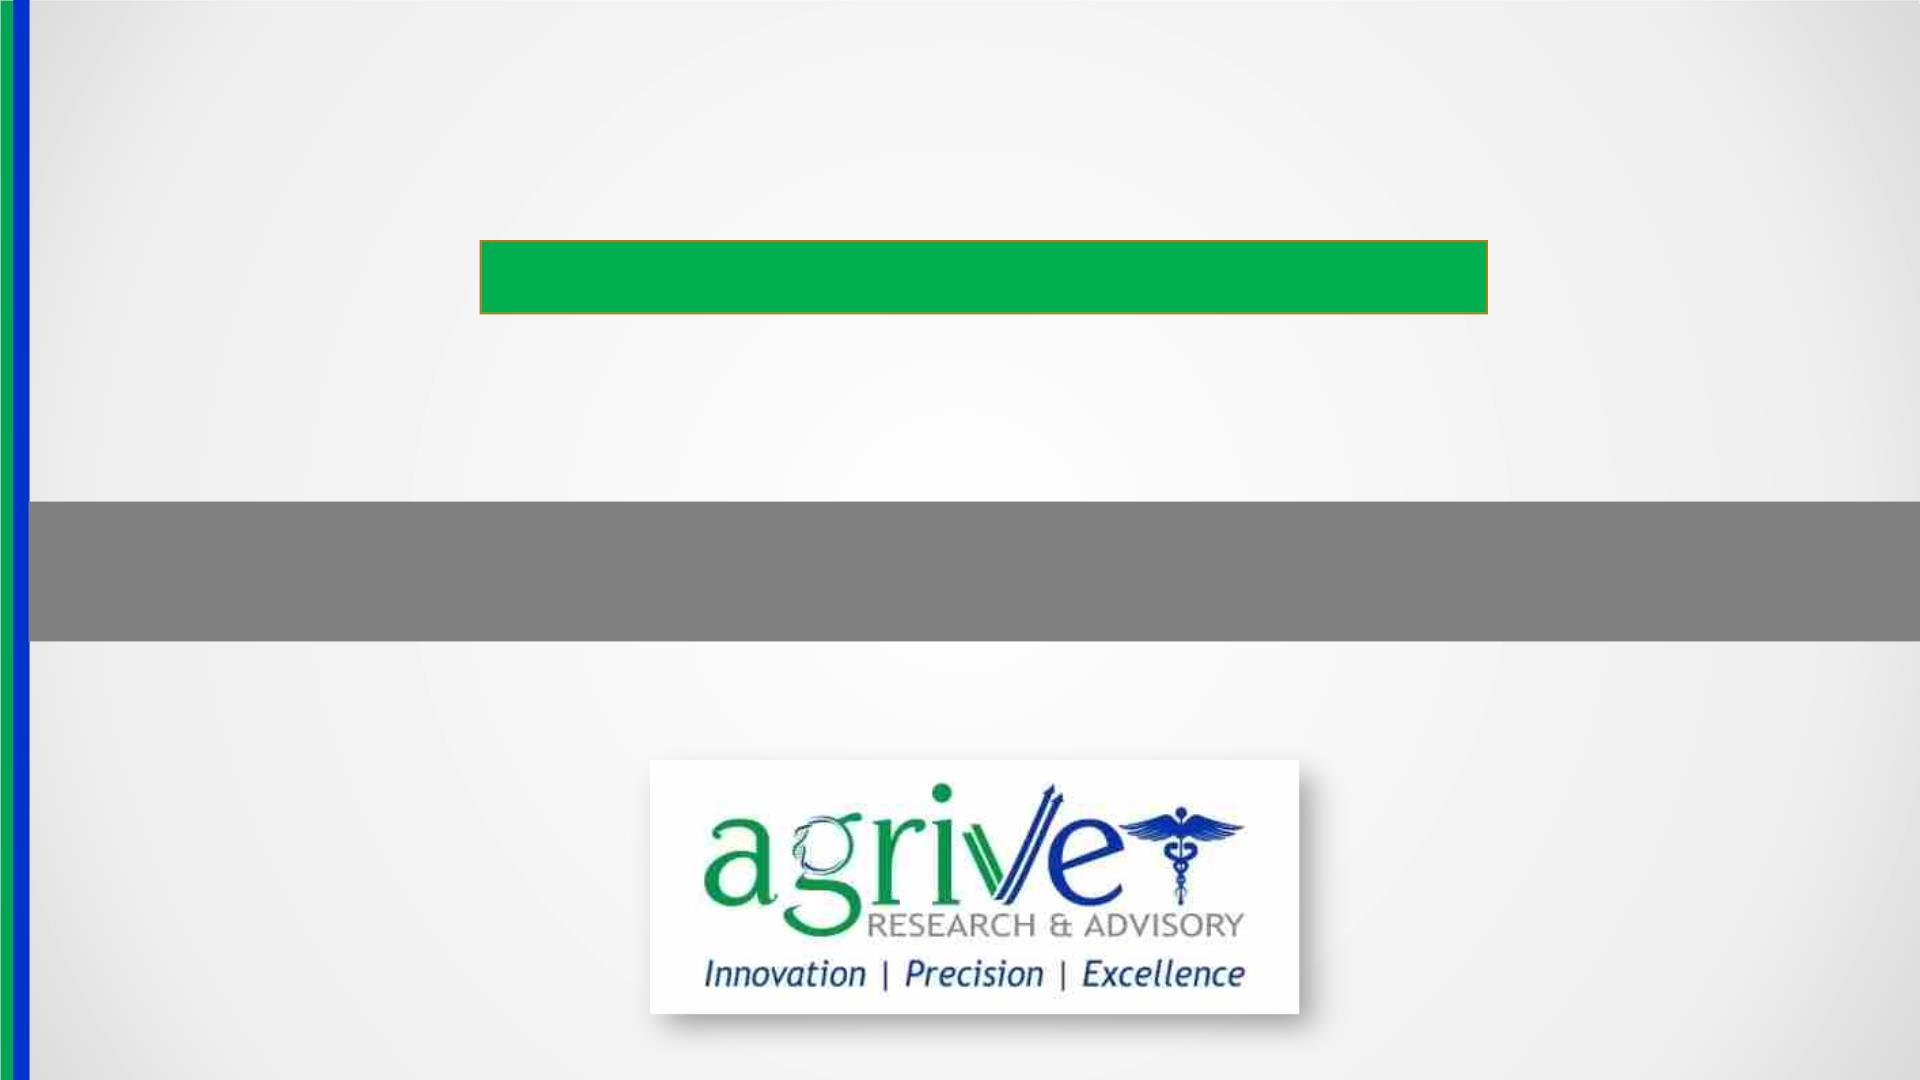 agrivet
RESEARCH & ADVISORY
Innovation | Precision | Excellence